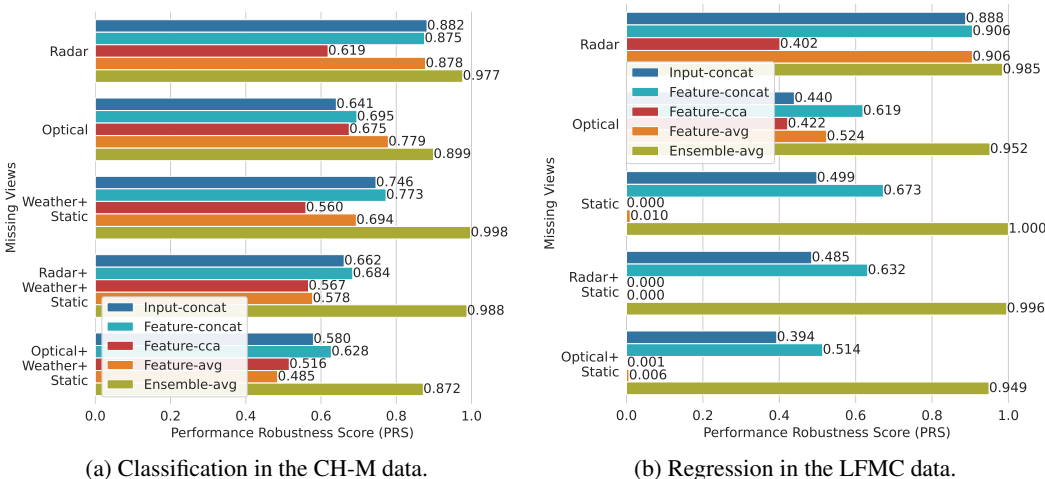 Missing Views
Radar
0.882
0.875
0.619
0.878
0.977
Optical
0.641
0.695
0.675
0.779
0.899
Weather+
Static
0.746
0.773
0.560
0.694
0.998
Radar+
Weather+
Static
0.662
0.684
0.567
0.578
0.988
Optical+
Weather+
Static
0.580
0.628
0.516
0.485
0.872
Input-concat
Feature-concat
Feature-cca
Feature-avg
Ensemble-avg
0.0 0.2 0.4 0.6 0.8 1.0
Performance Robustness Score (PRS)
(a) Classification in the CH-M data.
Missing Views
Radar
0.888
0.906
0.402
0.906
0.985
Input-concat
Feature-concat
Feature-cca
Feature-avg
Ensemble-avg
Optical
0.440
0.619
0.422
0.524
0.952
Static
0.499
0.673
0.000
0.010
1.000
Radar+
Static
0.485
0.632
0.000
0.000
0.996
Optical+
Static
0.394
0.514
0.001
0.006
0.949
0.0 0.2 0.4 0.6 0.8 1.0
Performance Robustness Score (PRS)
(b) Regression in the LFMC data.